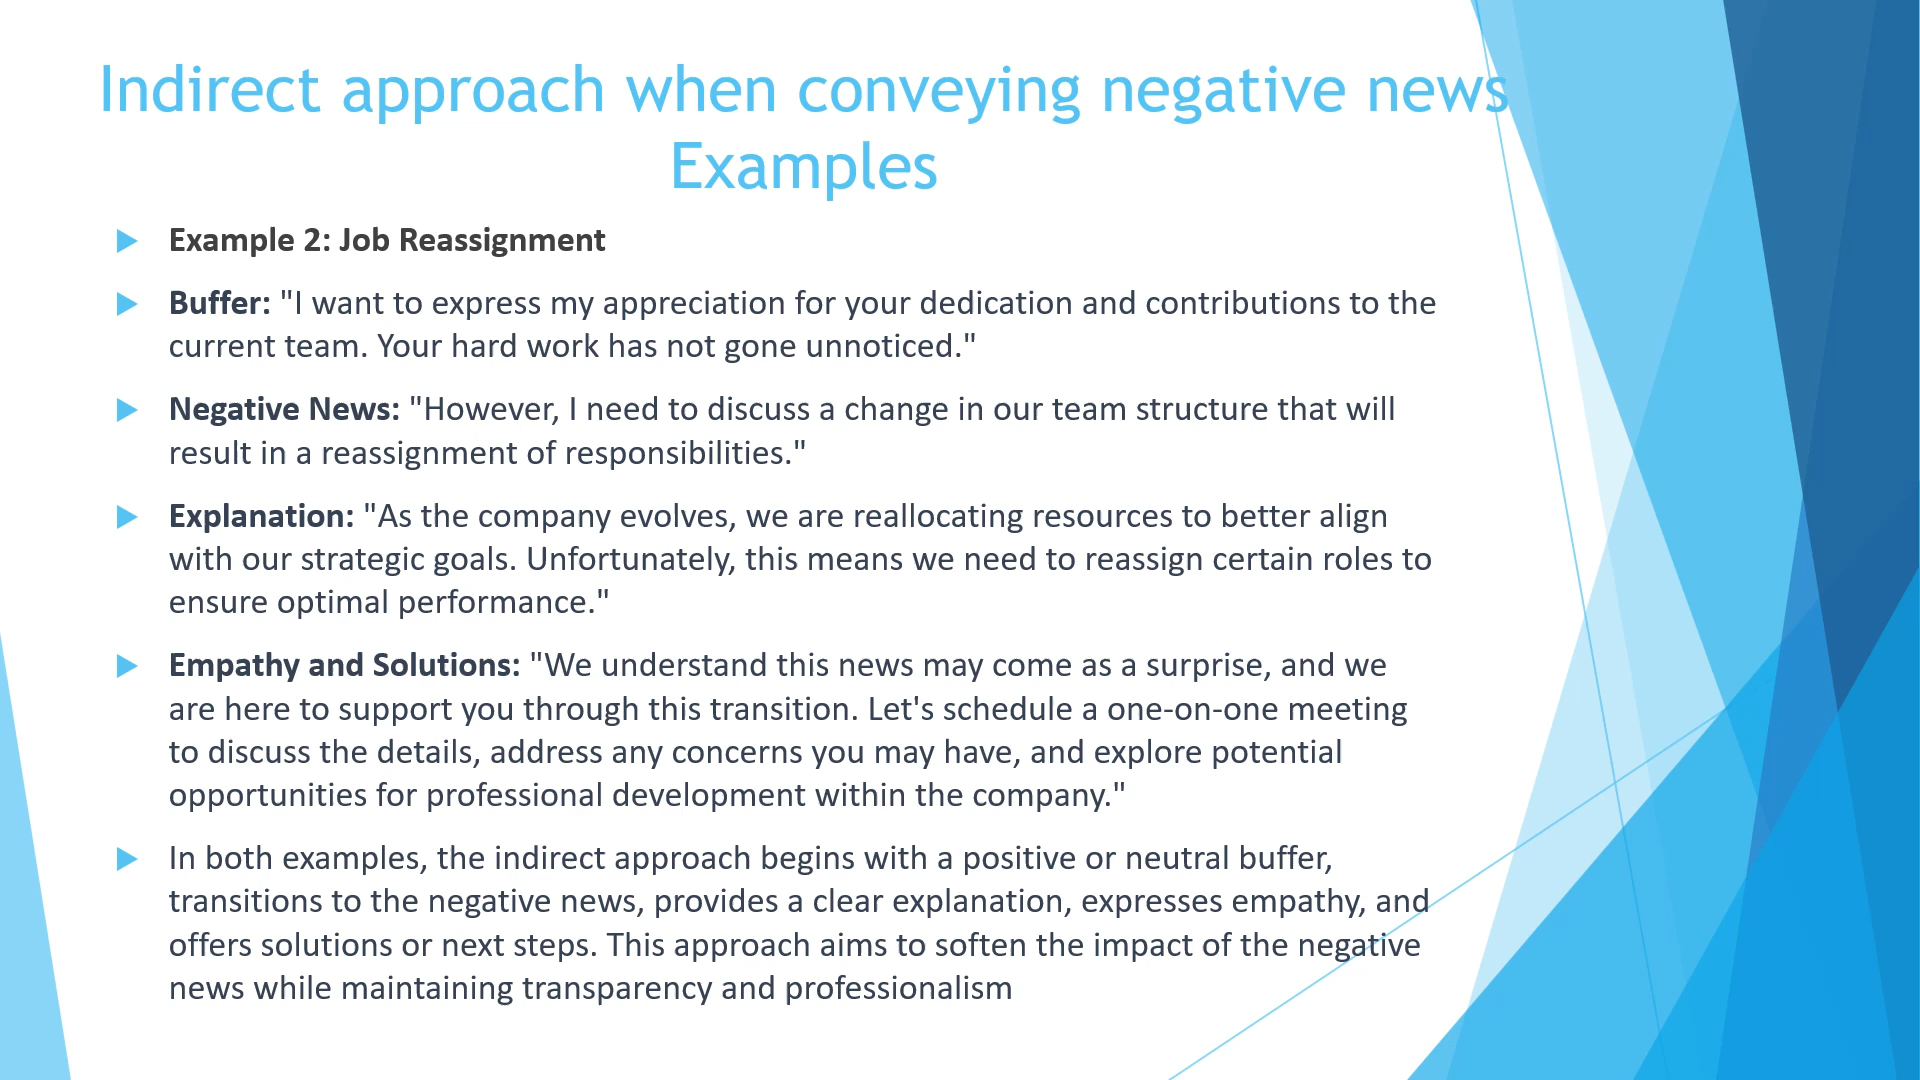 Indirect approach when conveying negative news
Examples
Example 2: Job Reassignment
Buffer: "I want to express my appreciation for your dedication and contributions to the
current team. Your hard work has not gone unnoticed."
Negative News: "However, I need to discuss a change in our team structure that will
result in a reassignment of responsibilities."
Explanation: "As the company evolves, we are reallocating resources to better align
with our strategic goals. Unfortunately, this means we need to reassign certain roles to
ensure optimal performance."
Empathy and Solutions: "We understand this news may come as a surprise, and we
are here to support you through this transition. Let's schedule a one-on-one meeting
to discuss the details, address any concerns you may have, and explore potential
opportunities for professional development within the company."
In both examples, the indirect approach begins with a positive or neutral buffer,
transitions to the negative news, provides a clear explanation, expresses empathy, and
offers solutions or next steps. This approach aims to soften the impact of the negative
news while maintaining transparency and professionalism